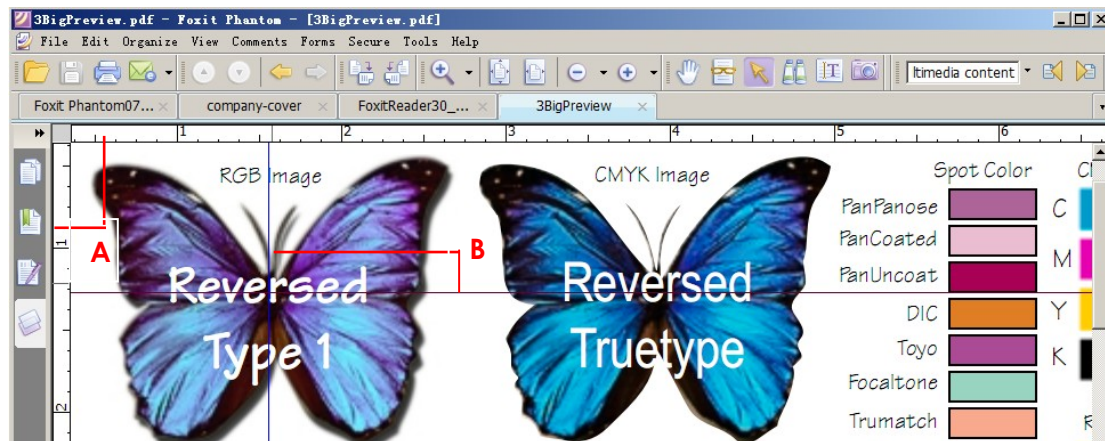 3BigPreview.pdf - Foxit Phantom - [3BigPreview.pdf]
File Edit Organize View Comments Forms Secure Tools Help
ltimedia content
Foxit Phantom07... company-cover FoxitReader30_... 3BigPreview
1 2 3 4 5 6
RGB Image CMYK Image Spot Color
PanPanose C
PanCoated
A B 1 PanUncoat M
Reversed Reversed
DIC Y
Type 1 Truetype
Toyo K
Focaltone
2 Trumatch